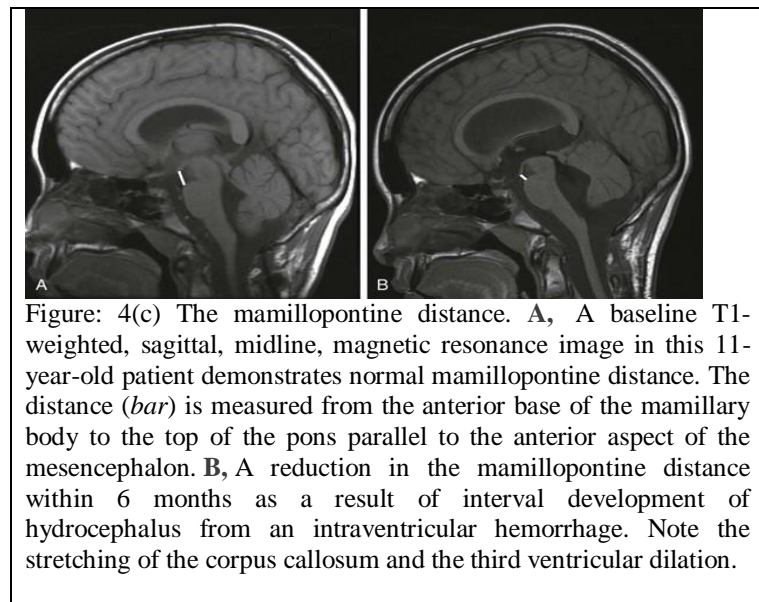 A
B
Figure: 4(c) The mamillopontine distance. A, A baseline T1-
weighted, sagittal, midline, magnetic resonance image in this 11-
year-old patient demonstrates normal mamillopontine distance. The
distance (bar) is measured from the anterior base of the mamillary
body to the top of the pons parallel to the anterior aspect of the
mesencephalon. B, A reduction in the mamillopontine distance
within 6 months as a result of interval development of
hydrocephalus from an intraventricular hemorrhage. Note the
stretching of the corpus callosum and the third ventricular dilation.